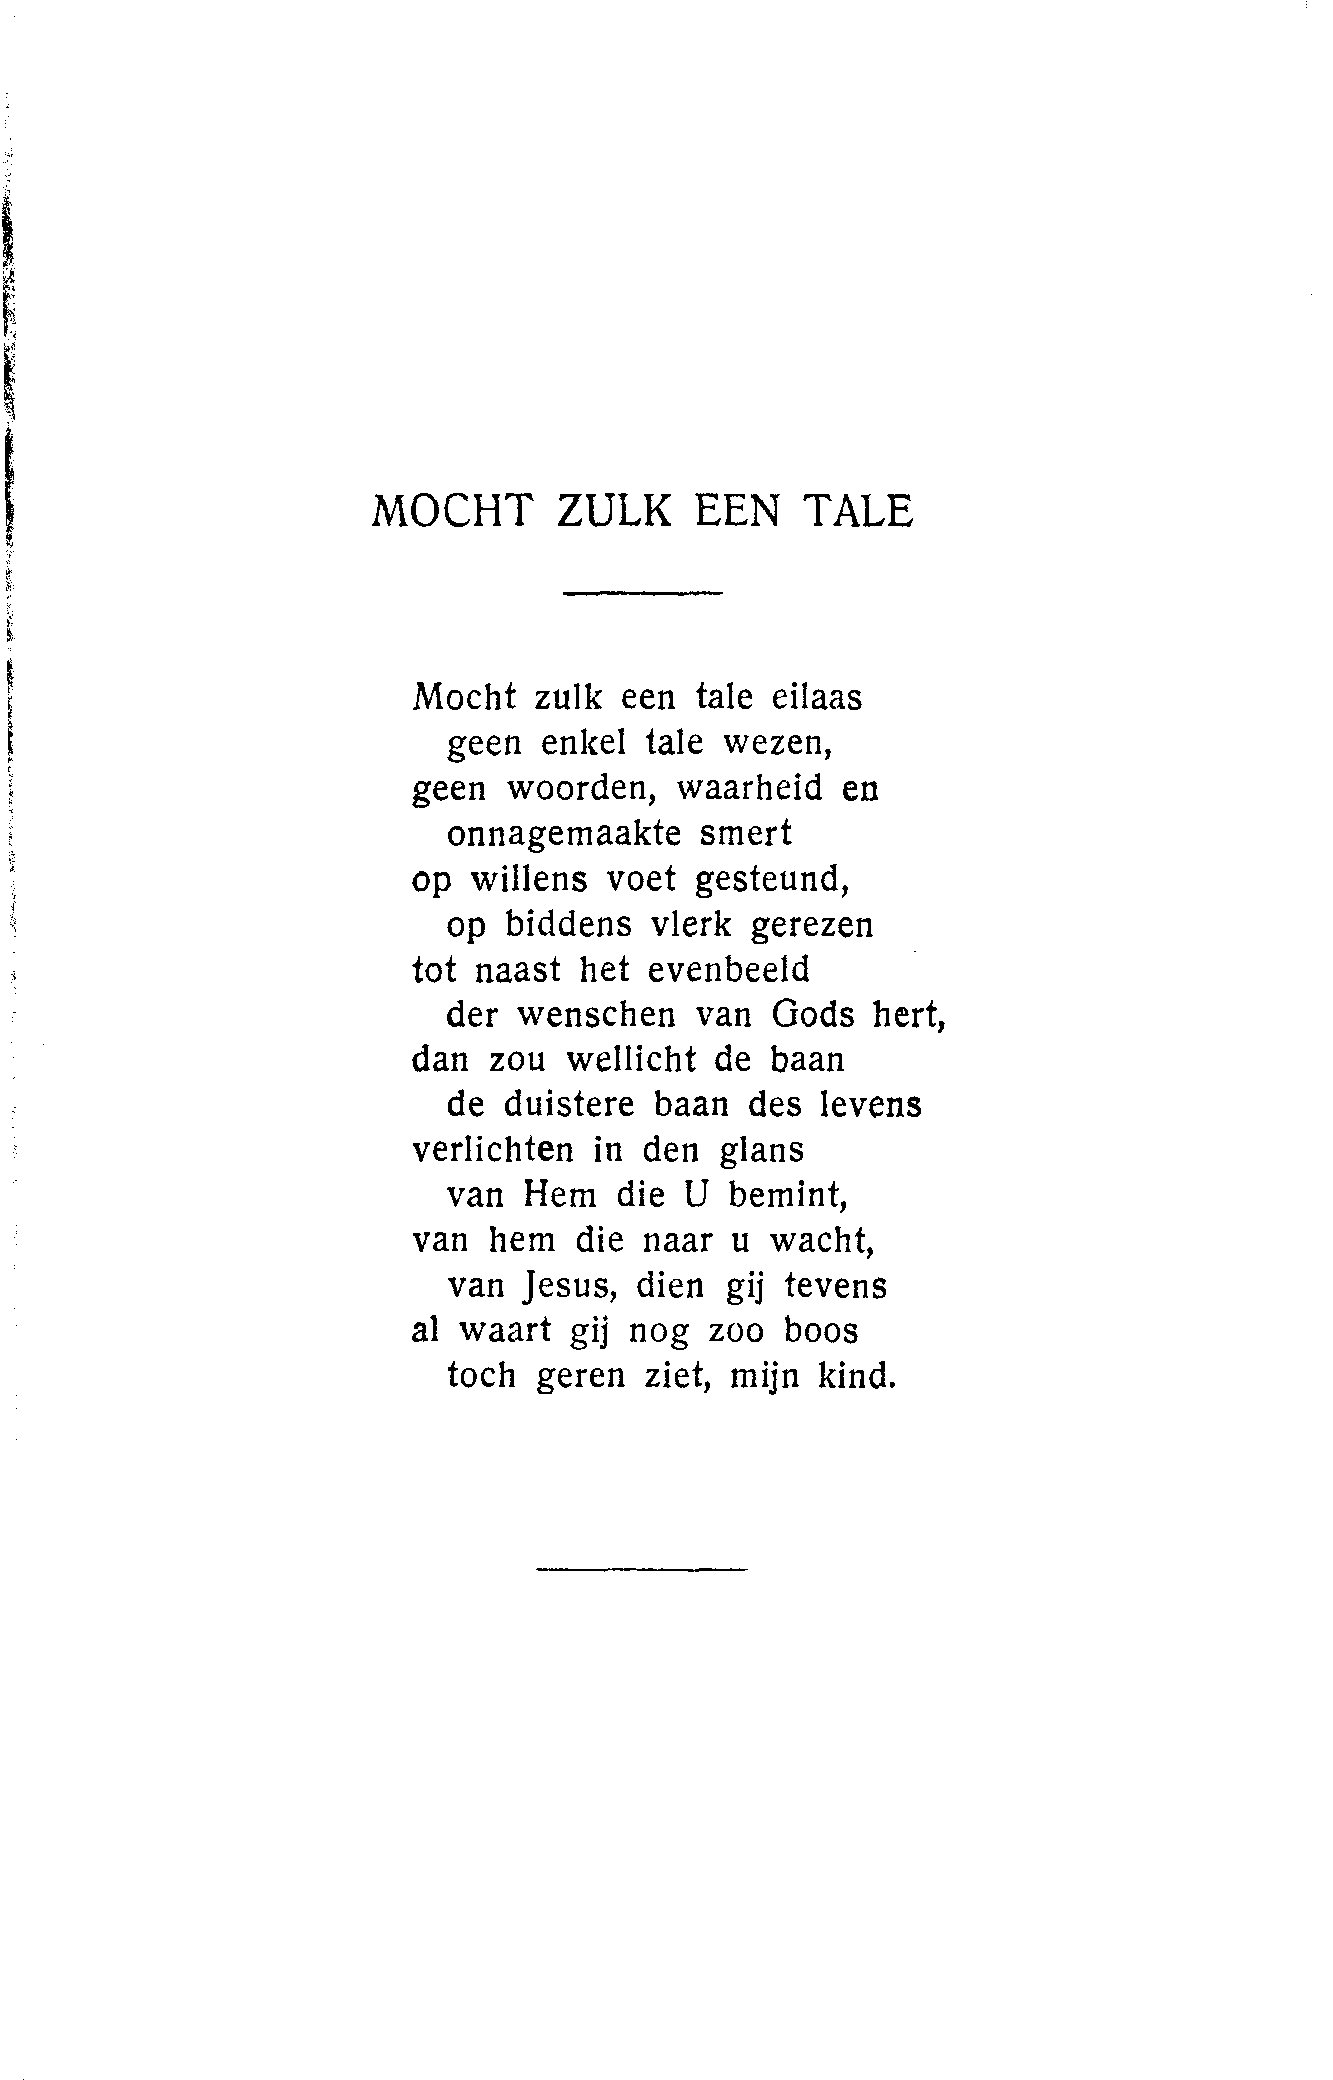 MOCHT ZULK EEN TALE
Mocht zulk een tale eilaas
geen enkel tale wezen,
geen woorden, waarheid en
onnagemaakte smert
op willens voet gesteund,
op biddens vlerk gerezen
tot naast het evenbeeld
der wenschen van Gods hert,
dan zou wellicht de baan
de duistere baan des levens
verlichten in den glans
van Hem die U bemint,
van hem die naar u wacht,
van Jesus, dien gij tevens
al waart gij nog zoo boos
toch geren ziet, mijn kind.